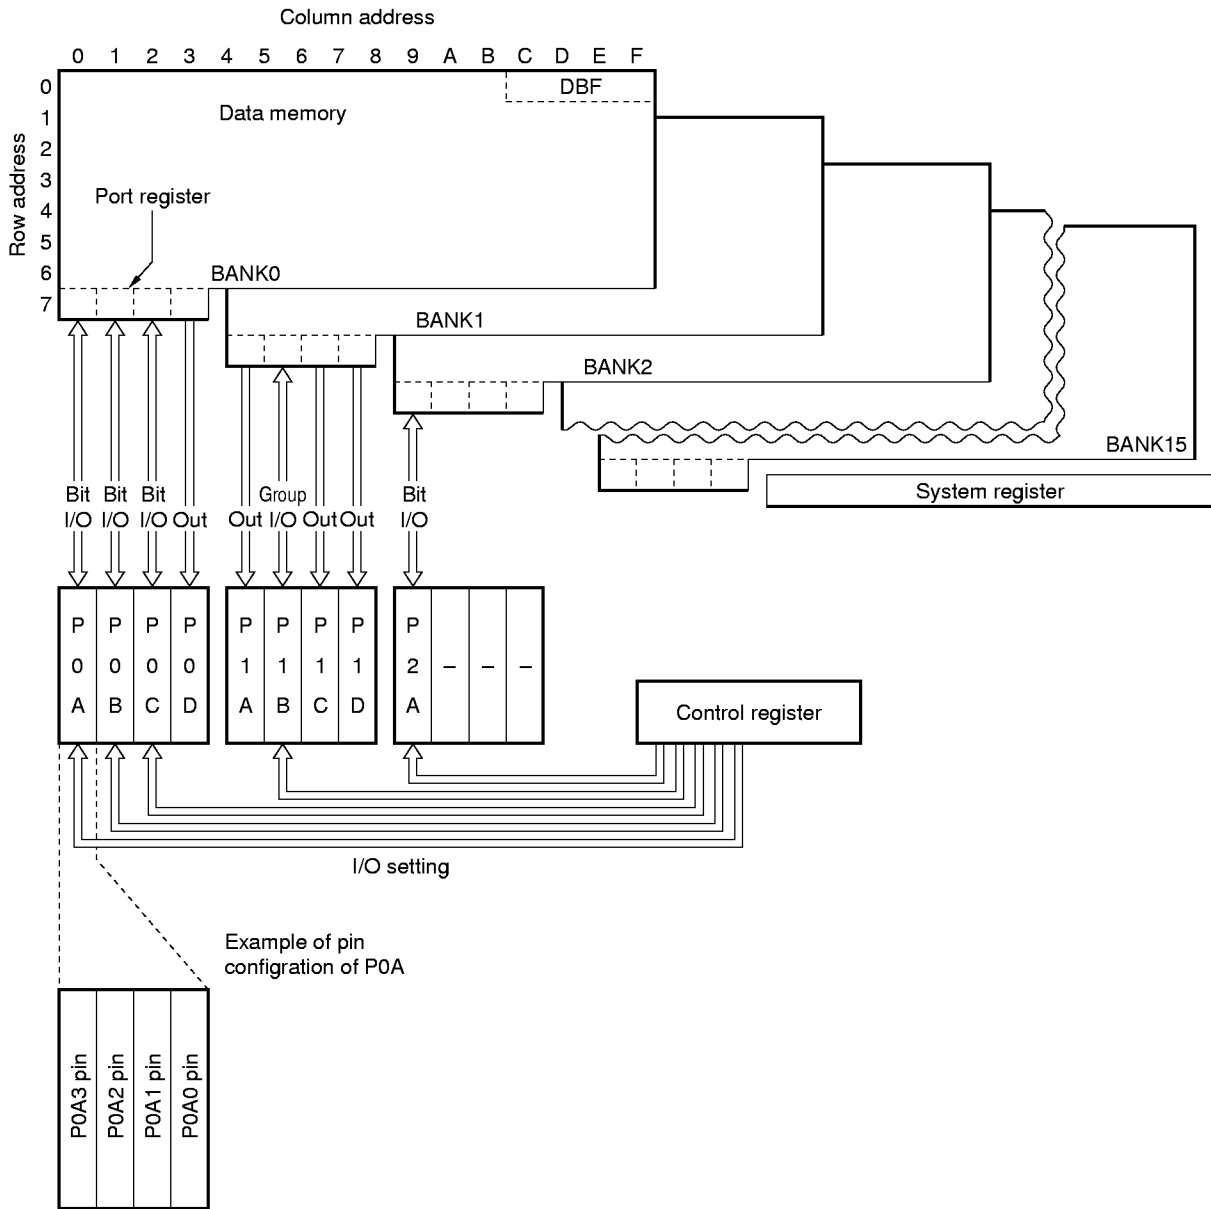 Column address
0 1 2 3 4 5 6 7 8 9 A B C D E F
Row address
0
1
2
3
4
5
6
7
DBF
Data memory
Port register
BANK0
BANK1
BANK2
BANK15
System register
Bit I/O
Bit I/O
Bit I/O
Out
Out
Group I/O
Out
Out
Bit I/O
P0A
P0B
P0C
P0D
P1A
P1B
P1C
P1D
P2A
–
–
–
Control register
I/O setting
Example of pin
configration of P0A
P0A3 pin
P0A2 pin
P0A1 pin
P0A0 pin